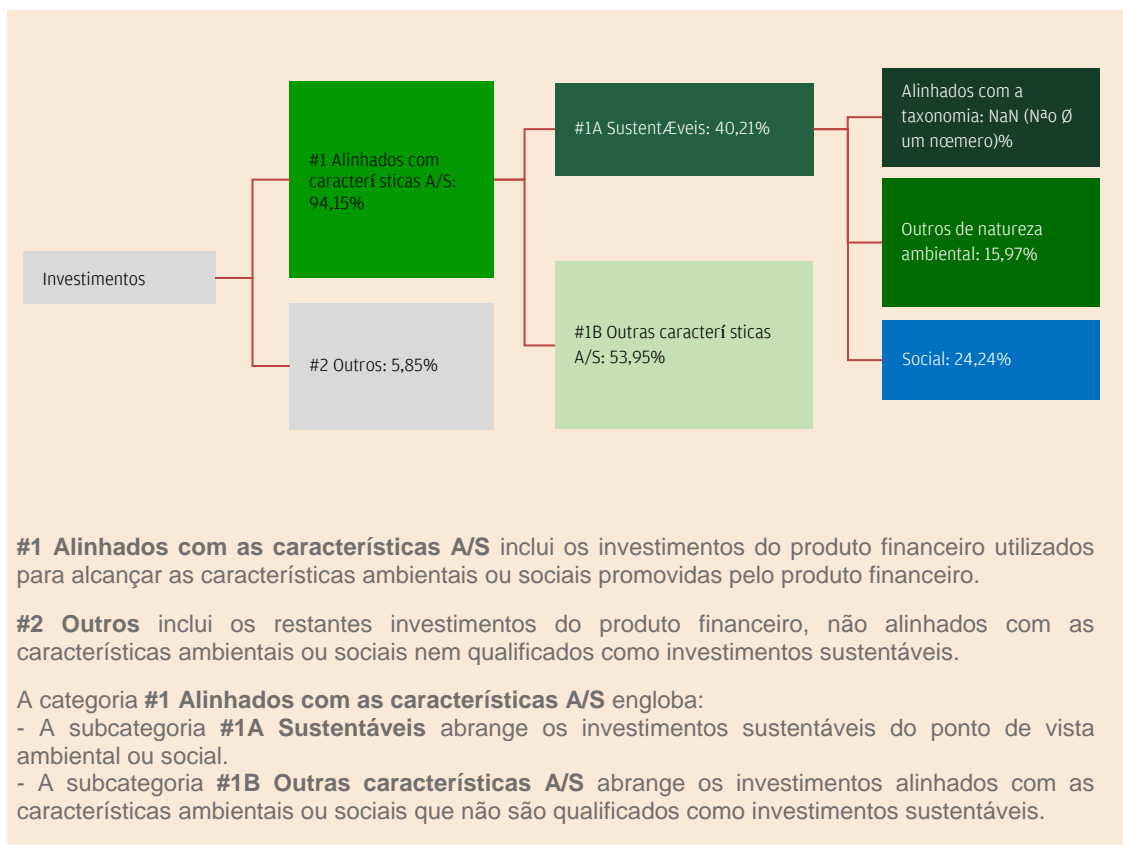 Investimentos
#1 Alinhados com
caracterí sticas A/S:
94,15%
#2 Outros: 5,85%
#1A SustentÆveis: 40,21%
#1B Outras caracterí sticas
A/S: 53,95%
Alinhados com a
taxonomia: NaN (Nªo Ø
um nœmero)%
Outros de natureza
ambiental: 15,97%
Social: 24,24%
#1 Alinhados com as características A/S inclui os investimentos do produto financeiro utilizados
para alcançar as características ambientais ou sociais promovidas pelo produto financeiro.
#2 Outros inclui os restantes investimentos do produto financeiro, não alinhados com as
características ambientais ou sociais nem qualificados como investimentos sustentáveis.
A categoria #1 Alinhados com as características A/S engloba:
- A subcategoria #1A Sustentáveis abrange os investimentos sustentáveis do ponto de vista
ambiental ou social.
- A subcategoria #1B Outras características A/S abrange os investimentos alinhados com as
características ambientais ou sociais que não são qualificados como investimentos sustentáveis.